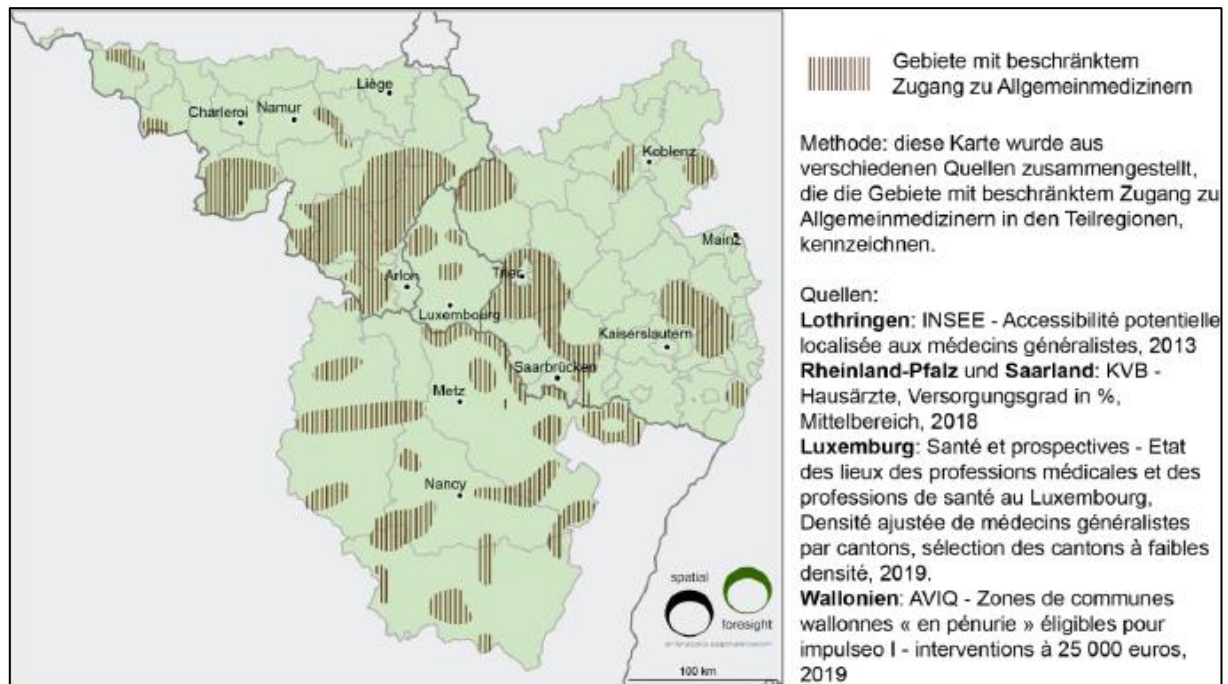 Liège
Charleroi
Namur
Koblenz
Mainz
Trier
Arlon
Luxembourg
Kaiserslautern
Saarbrücken
Metz
Nancy
spatial
foresight
100 km
Gebiete mit beschränktem
Zugang zu Allgemeinmedizinern
Methode: diese Karte wurde aus
verschiedenen Quellen zusammengestellt,
die die Gebiete mit beschränktem Zugang zu
Allgemeinmedizinern in den Teilregionen,
kennzeichnen.
Quellen:
Lothringen: INSEE - Accessibilité potentielle
localisée aux médecins généralistes, 2013
Rheinland-Pfalz und Saarland: KVB -
Hausärzte, Versorgungsgrad in %,
Mittelbereich, 2018
Luxemburg: Santé et prospectives - Etat
des lieux des professions médicales et des
professions de santé au Luxembourg,
Densité ajustée de médecins généralistes
par cantons, sélection des cantons à faibles
densité, 2019.
Wallonien: AVIQ - Zones de communes
wallonnes « en pénurie » éligibles pour
impulseo I - interventions à 25 000 euros,
2019